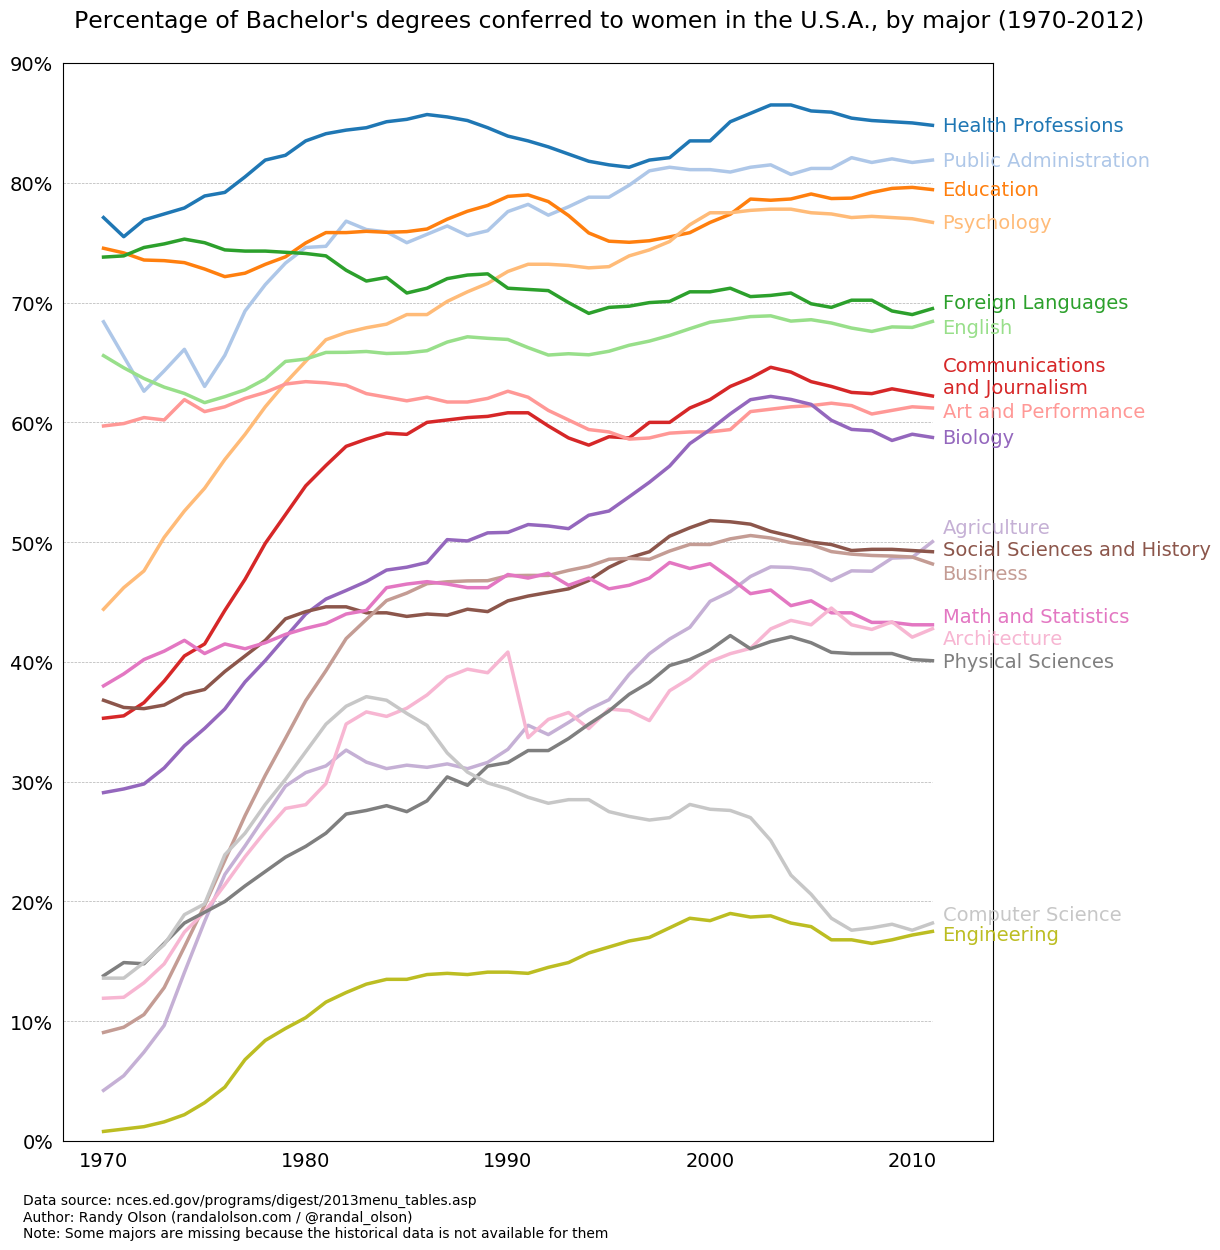 Percentage of Bachelor's degrees conferred to women in the U.S.A., by major (1970-2012)
90%
80%
70%
60%
50%
40%
30%
20%
10%
0%
Health Professions
Public Administration
Education
Psychology
Foreign Languages
English
Communications
and Journalism
Art and Performance
Biology
Agriculture
Social Sciences and History
Business
Math and Statistics
Architecture
Physical Sciences
Computer Science
Engineering
1970 1980 1990 2000 2010
Data source: nces.ed.gov/programs/digest/2013menu_tables.asp
Author: Randy Olson (randalolson.com / @randal_olson)
Note: Some majors are missing because the historical data is not available for them